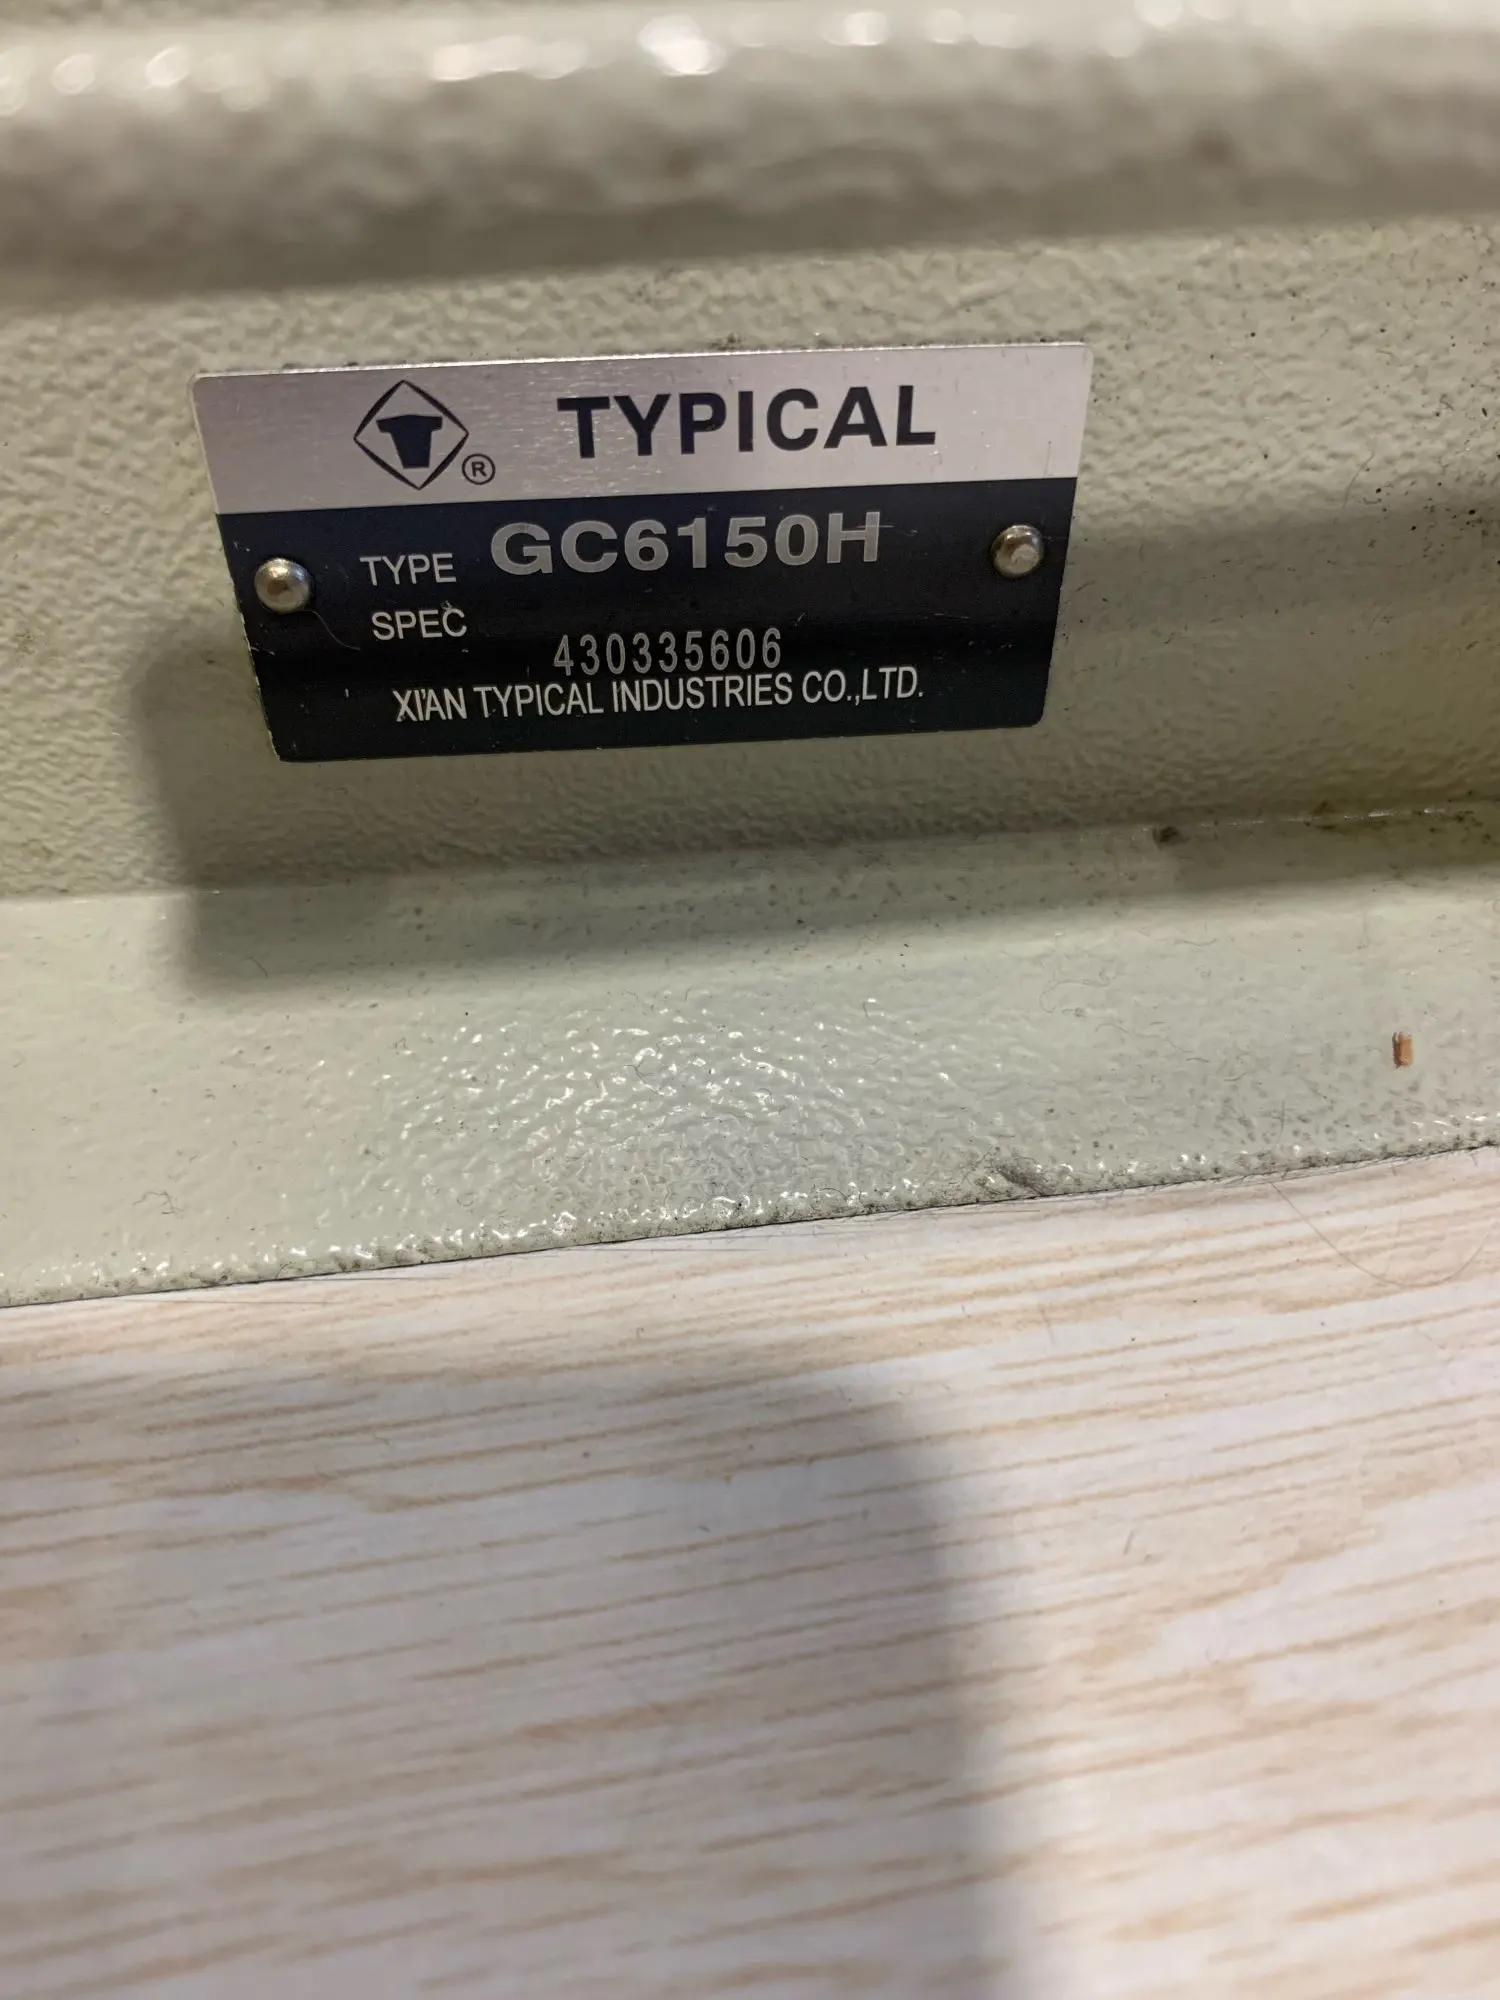 ® TYPICAL
TYPE GC6150H
SPEC
430335606
XI'AN TYPICAL INDUSTRIES CO.,LTD.